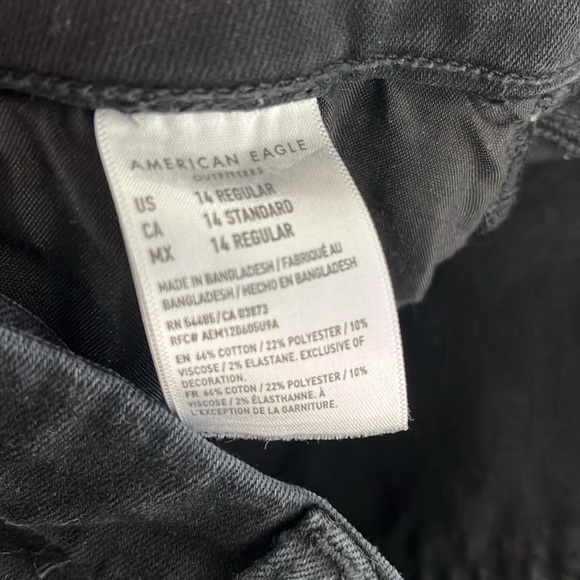 AMERICAN EAGLE
OUTFITTERS
US 14 REGULAR
CA 14 STANDARD
MX 14 REGULAR
MADE IN BANGLADESH / FABRIQUÉ AU
BANGLADESH / HECHO EN BANGLADESH
RN 54485/CA 03873
RFC# AEM120605U9A
EN 66% COTTON / 22% POLYESTER / 10%
VISCOSE / 2% ELASTANE. EXCLUSIVE OF
DECORATION.
FR 66% COTON / 22% POLYESTER / 10%
VISCOSE / 2% ÉLASTHANNE. À
L'EXCEPTION DE LA GARNITURE.